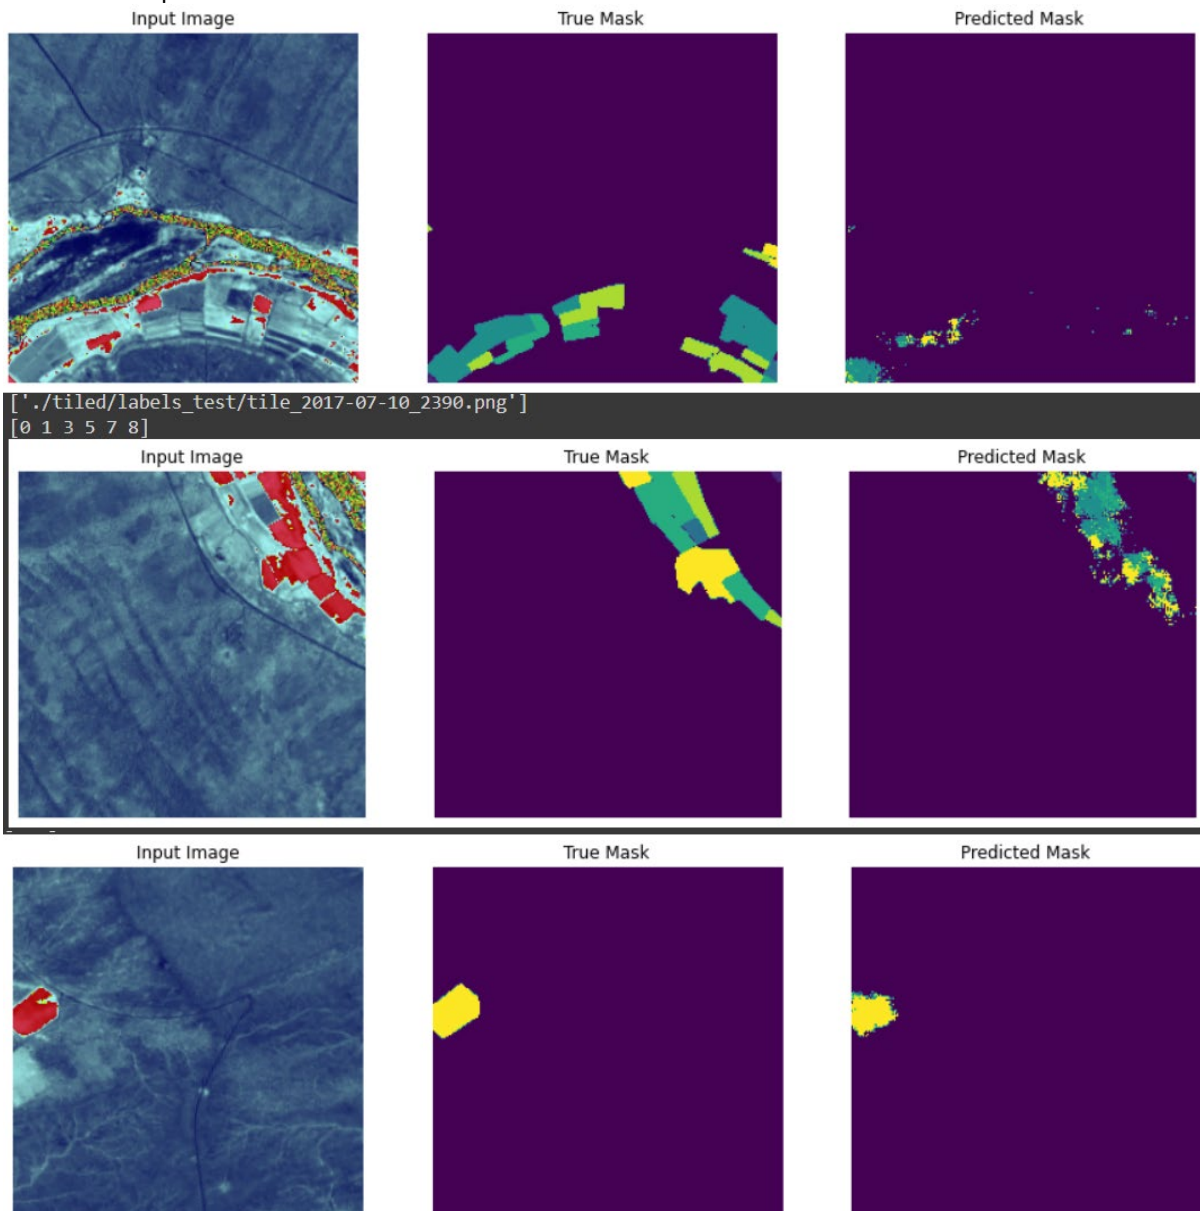 Input Image
True Mask
Predicted Mask
['./tiled/labels_test/tile_2017-07-10_2390.png']
[0 1 3 5 7 8]
Input Image
True Mask
Predicted Mask
Input Image
True Mask
Predicted Mask